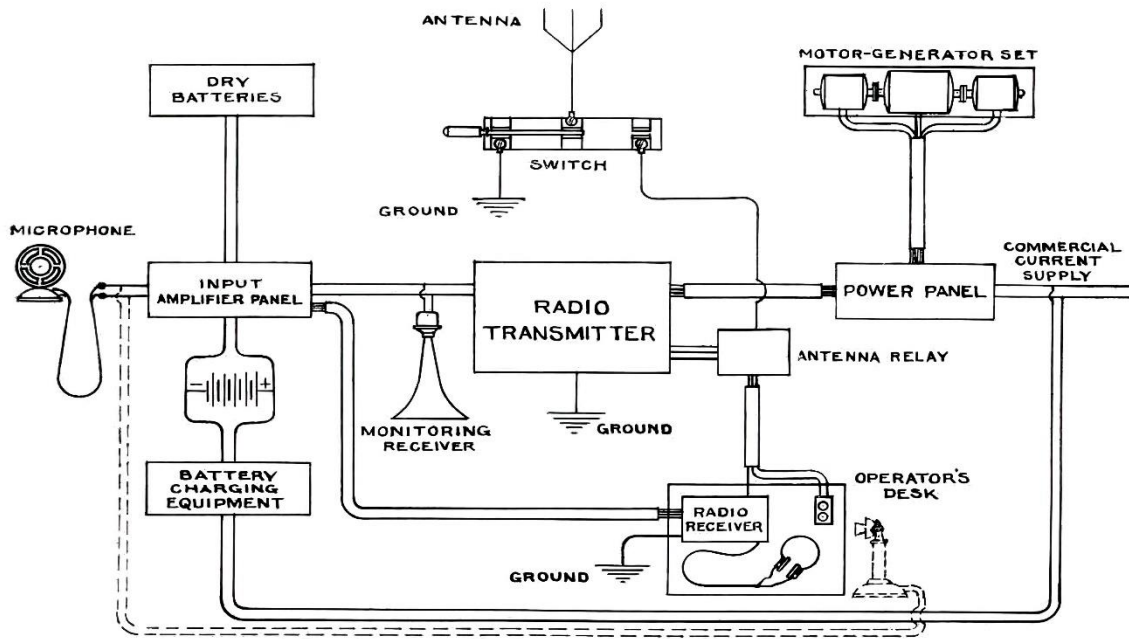 ANTENNA
MOTOR-GENERATOR SET
DRY
BATTERIES
SWITCH
GROUND
MICROPHONE
INPUT
AMPLIFIER PANEL
RADIO
TRANSMITTER
POWER PANEL
COMMERCIAL
CURRENT
SUPPLY
ANTENNA RELAY
- +
MONITORING
RECEIVER
GROUND
BATTERY
CHARGING
EQUIPMENT
RADIO
RECEIVER
OPERATOR'S
DESK
GROUND